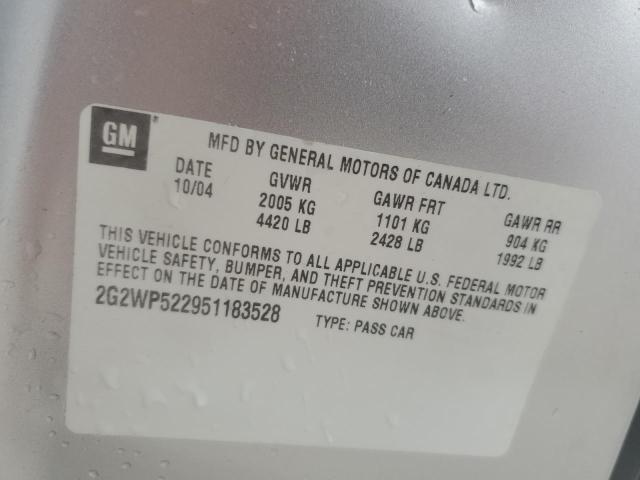 GM
MFD BY GENERAL MOTORS OF CANADA LTD.
DATE GVWR GAWR FRT GAWR RR
10/04 2005 KG 1101 KG 904 KG
4420 LB 2428 LB 1992 LB
THIS VEHICLE CONFORMS TO ALL APPLICABLE U.S. FEDERAL MOTOR
VEHICLE SAFETY, BUMPER, AND THEFT PREVENTION STANDARDS IN
EFFECT ON THE DATE OF MANUFACTURE SHOWN ABOVE.
2G2WP522951183528 TYPE: PASS CAR